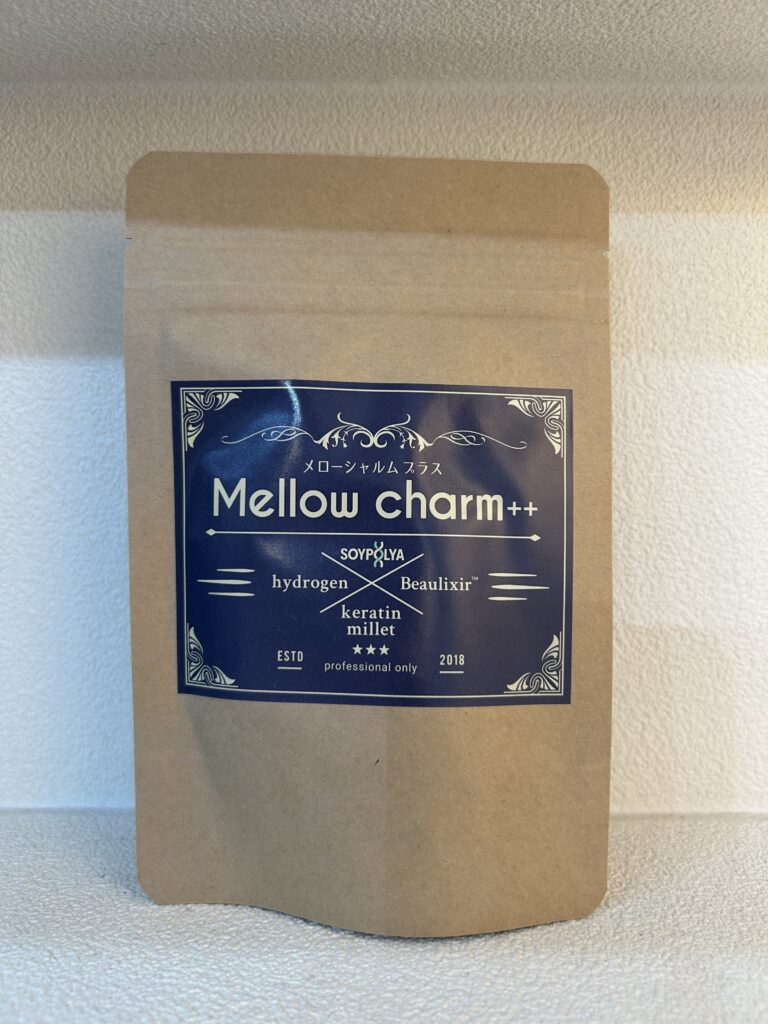 メローシャルム プラス
Mellow charm++
SOYPOLYA
hydrogen Beaulixir™
keratin
millet
ESTD ★★★ 2018
professional only